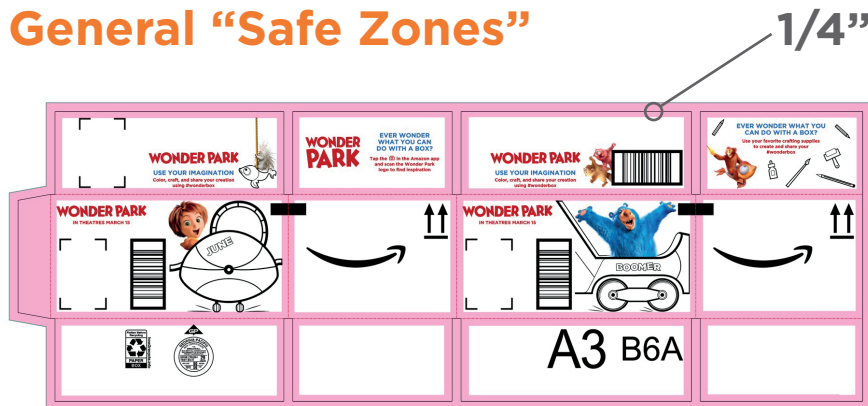 General “Safe Zones”
1/4”
WONDER PARK
USE YOUR IMAGINATION
Color, craft, and share your creation
using #wonderbox
WONDER
PARK
EVER WONDER
WHAT YOU CAN
DO WITH A BOX?
Tap the in the Amazon app
and scan the Wonder Park
logo to find inspiration
WONDER PARK
USE YOUR IMAGINATION
Color, craft, and share your creation
using #wonderbox
EVER WONDER WHAT YOU
CAN DO WITH A BOX?
Use your favorite crafting supplies
to create and share your
#wonderbox
WONDER PARK
IN THEATRES MARCH 15
JUNE
WONDER PARK
IN THEATRES MARCH 15
BOOMER
PAPER
BOX
A3 B6A